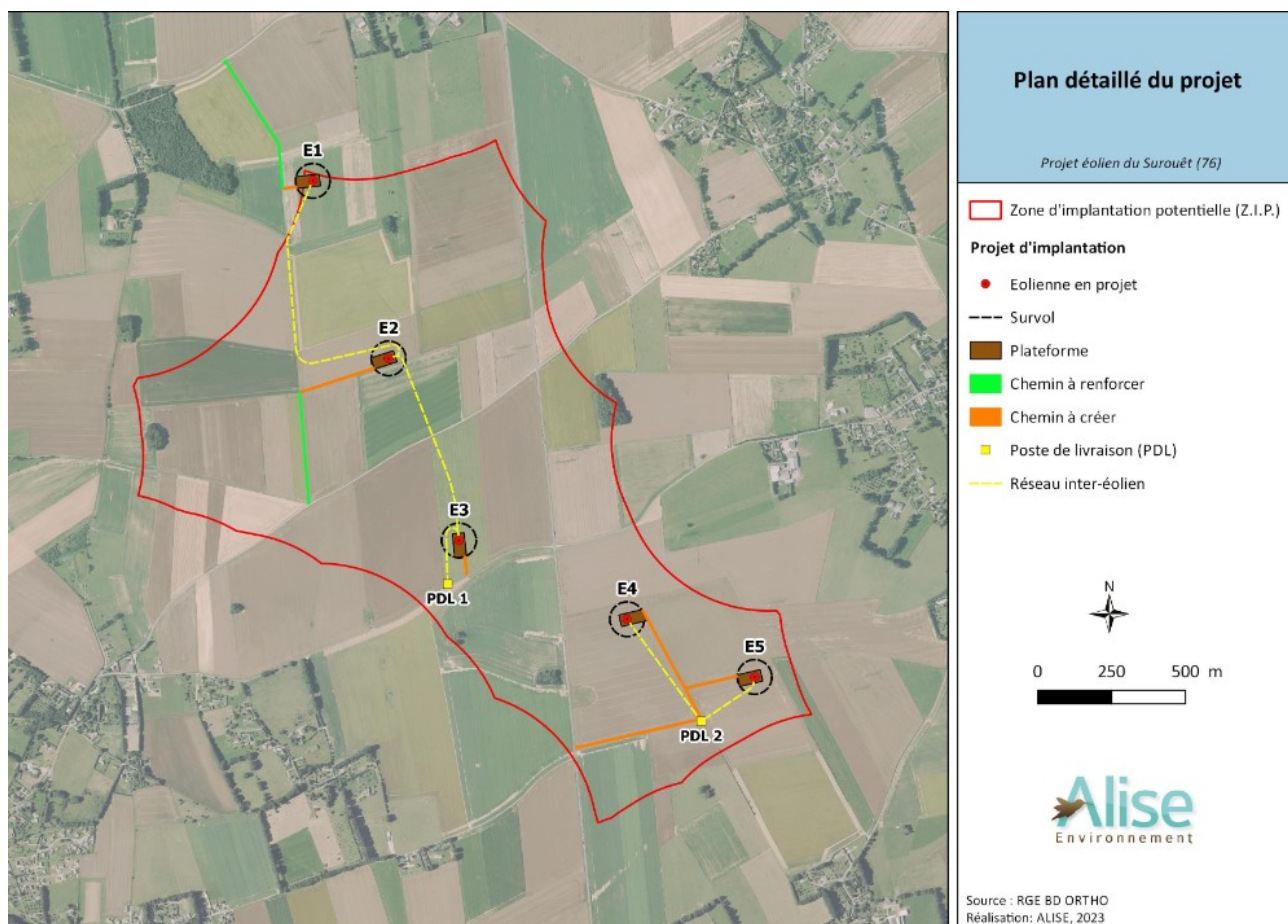 E1
E2
E3
PDL 1
E4
E5
PDL 2
Plan détaillé du projet
Projet éolien du Surouêt (76)
Zone d'implantation potentielle (Z.I.P.)
Projet d'implantation
Eolienne en projet
Survol
Plateforme
Chemin à renforcer
Chemin à créer
Poste de livraison (PDL)
Réseau inter-éolien
N
0 250 500 m
Alise
Environnement
Source : RGE BD ORTHO
Réalisation: ALISE, 2023